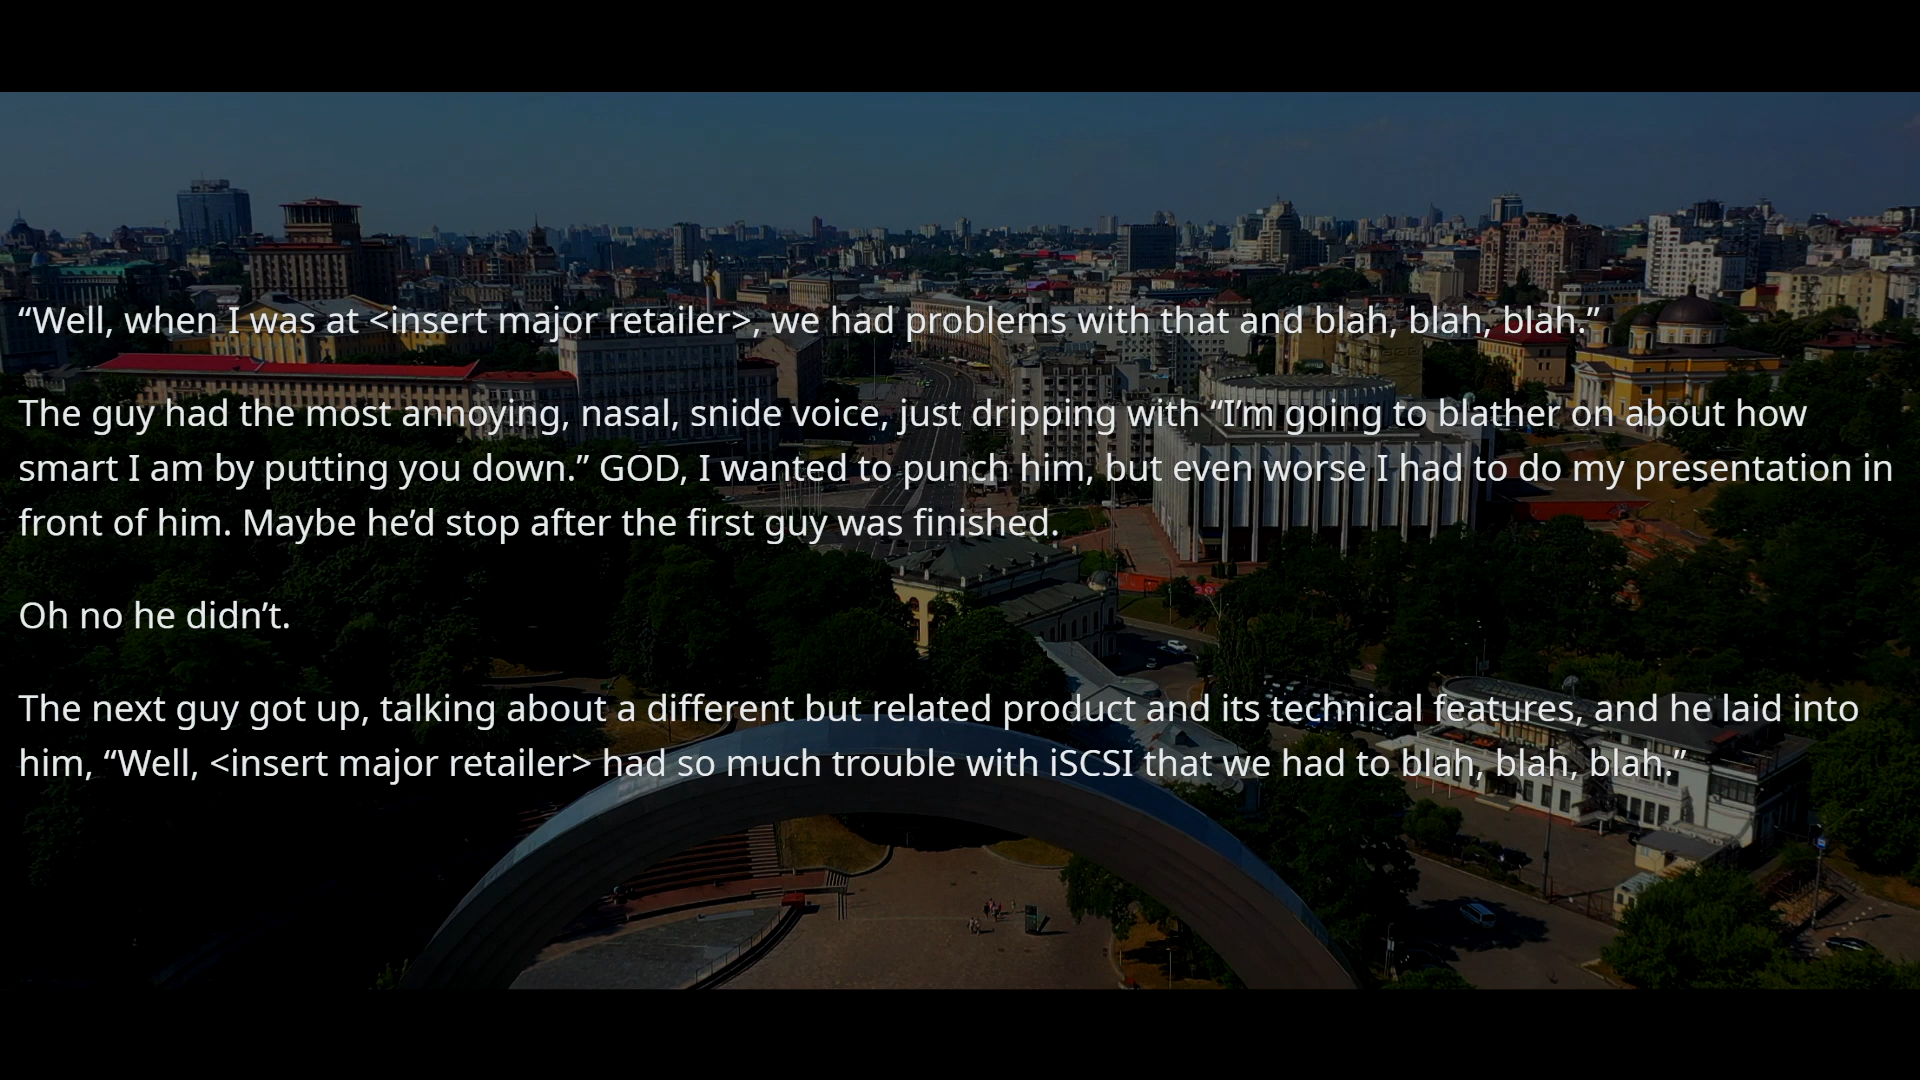 “Well, when I was at <insert major retailer>, we had problems with that and blah, blah, blah.”
The guy had the most annoying, nasal, snide voice, just dripping with “I’m going to blather on about how
smart I am by putting you down.” GOD, I wanted to punch him, but even worse I had to do my presentation in
front of him. Maybe he’d stop after the first guy was finished.
Oh no he didn’t.
The next guy got up, talking about a different but related product and its technical features, and he laid into
him, “Well, <insert major retailer> had so much trouble with iSCSI that we had to blah, blah, blah.”